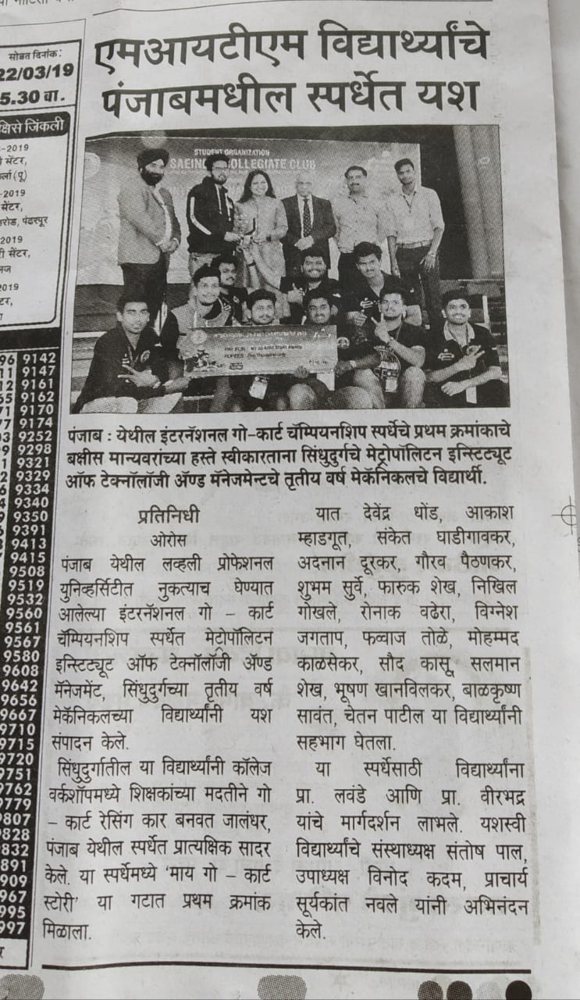 सोबत दिनांक:
22/03/19
5.30 वा.
क्षिसे जिंकली
-2019
सेंटर,
र्ला (पू)
-2019
सेंटर,
रोड, पंढरपूर
2019
टी सेंटर,
2019
9142
9147
9161
9162
9170
9174
9252
9298
9321
9329
9334
9340
9350
9391
9413
9415
9508
9519
9532
9560
9561
9567
9580
9608
9642
9656
9667
9710
9715
9720
9751
9762
9779
9807
828
832
891
909
967
995
997
एमआयटीएम विद्यार्थ्यांचे
पंजाबमधील स्पर्धेत यश
STUDENT ORGANIZATION
SAEINDIA COLLEGIATE CLUB
पंजाब : येथील इंटरनॅशनल गो-कार्ट चॅम्पियनशिप स्पर्धेचे प्रथम क्रमांकाचे
बक्षीस मान्यवरांच्या हस्ते स्वीकारताना सिंधुदुर्गचे मेट्रोपॉलिटन इन्स्टिट्यूट
ऑफ टेक्नॉलॉजी ॲण्ड मॅनेजमेन्टचे तृतीय वर्ष मेकॅनिकलचे विद्यार्थी.
प्रतिनिधी
ओरोस
पंजाब येथील लव्हली प्रोफेशनल
युनिव्हर्सिटीत नुकत्याच घेण्यात
आलेल्या इंटरनॅशनल गो – कार्ट
चॅम्पियनशिप स्पर्धेत मेट्रोपॉलिटन
इन्स्टिट्यूट ऑफ टेक्नॉलॉजी ॲण्ड
मॅनेजमेंट, सिंधुदुर्गच्या तृतीय वर्ष
मेकॅनिकलच्या विद्यार्थ्यांनी यश
संपादन केले.
सिंधुदुर्गातील या विद्यार्थ्यांनी कॉलेज
वर्कशॉपमध्ये शिक्षकांच्या मदतीने गो
– कार्ट रेसिंग कार बनवत जालंधर,
पंजाब येथील स्पर्धेत प्रात्यक्षिक सादर
केले. या स्पर्धेमध्ये ‘माय गो – कार्ट
स्टोरी’ या गटात प्रथम क्रमांक
मिळाला.
यात देवेंद्र धोंड, आकाश
म्हाडगूत, संकेत घाडीगावकर,
अदनान दूरकर, गौरव पैठणकर,
शुभम सुर्वे, फारुक शेख, निखिल
गोखले, रोनाक वढेरा, विग्नेश
जगताप, फव्वाज तोळे, मोहम्मद
काळसेकर, सौद कासू, सलमान
शेख, भूषण खानविलकर, बाळकृष्ण
सावंत, चेतन पाटील या विद्यार्थ्यांनी
सहभाग घेतला.
या स्पर्धेसाठी विद्यार्थ्यांना
प्रा. लवंडे आणि प्रा. वीरभद्र
यांचे मार्गदर्शन लाभले. यशस्वी
विद्यार्थ्यांचे संस्थाध्यक्ष संतोष पाल,
उपाध्यक्ष विनोद कदम, प्राचार्य
सूर्यकांत नवले यांनी अभिनंदन
केले.